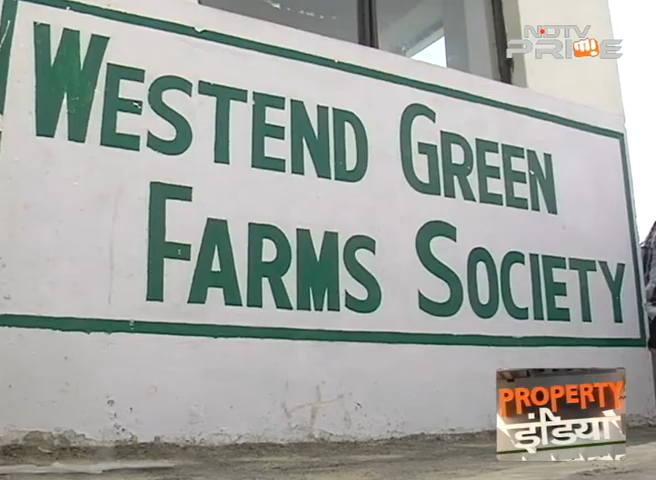 NDTV
PRIME
WESTEND GREEN
FARMS SOCIETY
PROPERTY
इंडिया